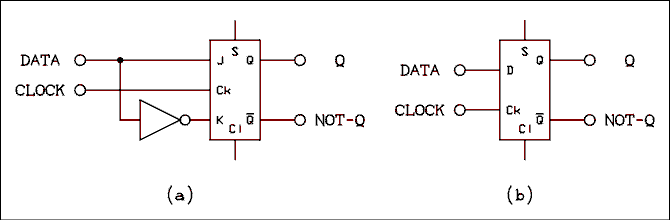 S
DATA J Q Q
CLOCK Ck
K Q̅ NOT-Q
Cl
(a)
S
Q Q
DATA D
CLOCK Ck
Q̅ NOT-Q
Cl
(b)